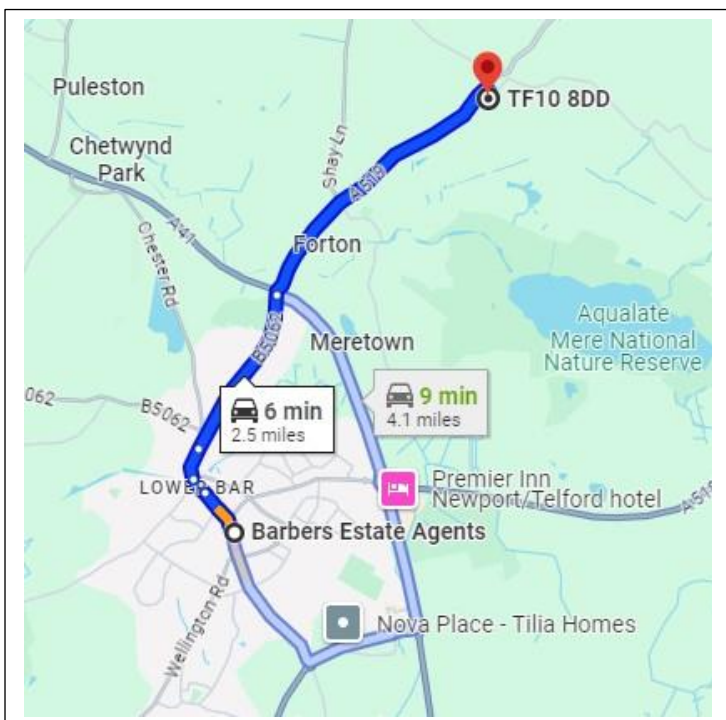 Puleston
TF10 8DD
Chetwynd
Park
Shay Ln
A519
A41
Forton
Chester Rd
B5062
Meretown
Aqualate
Mere National
Nature Reserve
062
B5062
6 min
2.5 miles
9 min
4.1 miles
LOWER BAR
Premier Inn
Newport/Telford hotel
A518
Barbers Estate Agents
Wellington Rd
Nova Place - Tilia Homes